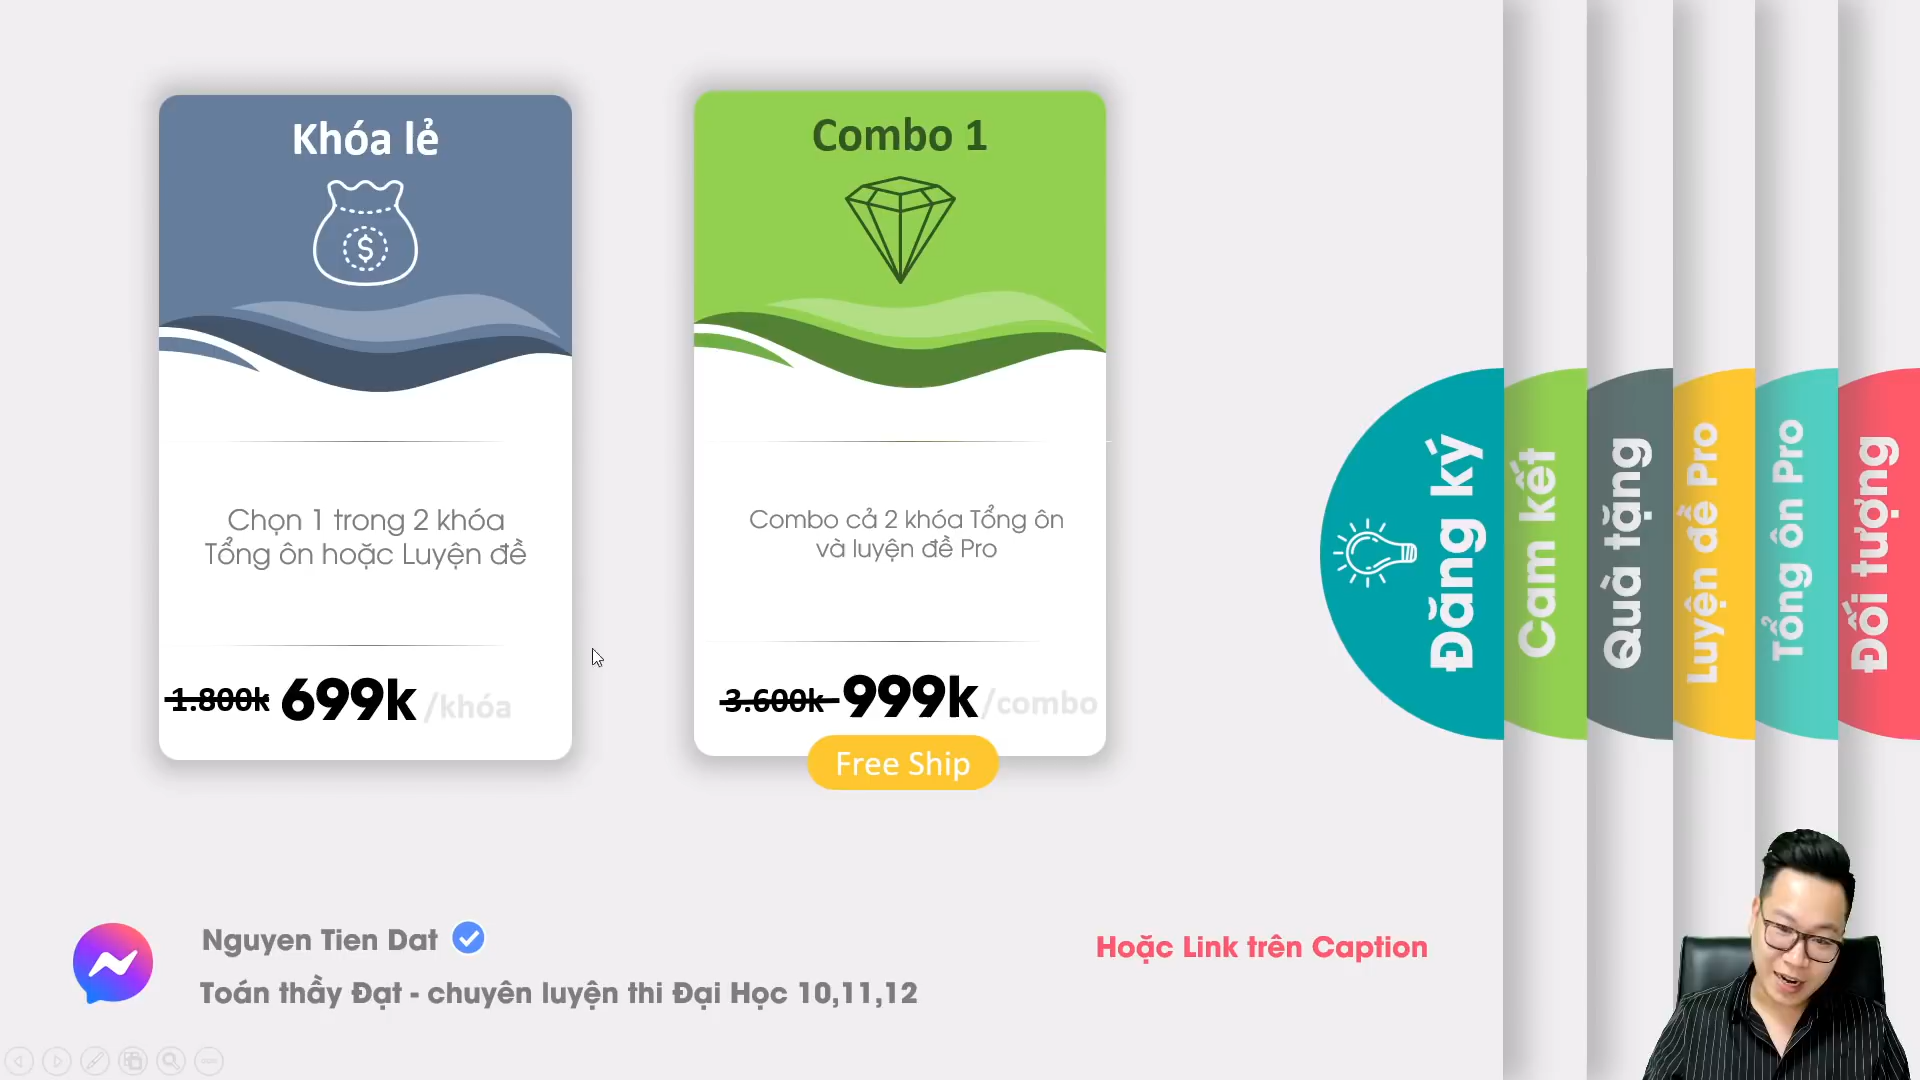 Khóa lẻ
$
Chọn 1 trong 2 khóa
Tổng ôn hoặc Luyện đề
1.800k 699k /khóa
Combo 1
Combo cả 2 khóa Tổng ôn
và luyện đề Pro
3.600k 999k /combo
Free Ship
Đăng ký
Cam kết
Quà tặng
Luyện đề Pro
Tổng ôn Pro
Đối tượng
Nguyen Tien Dat
Toán thầy Đạt - chuyên luyện thi Đại Học 10,11,12
Hoặc Link trên Caption